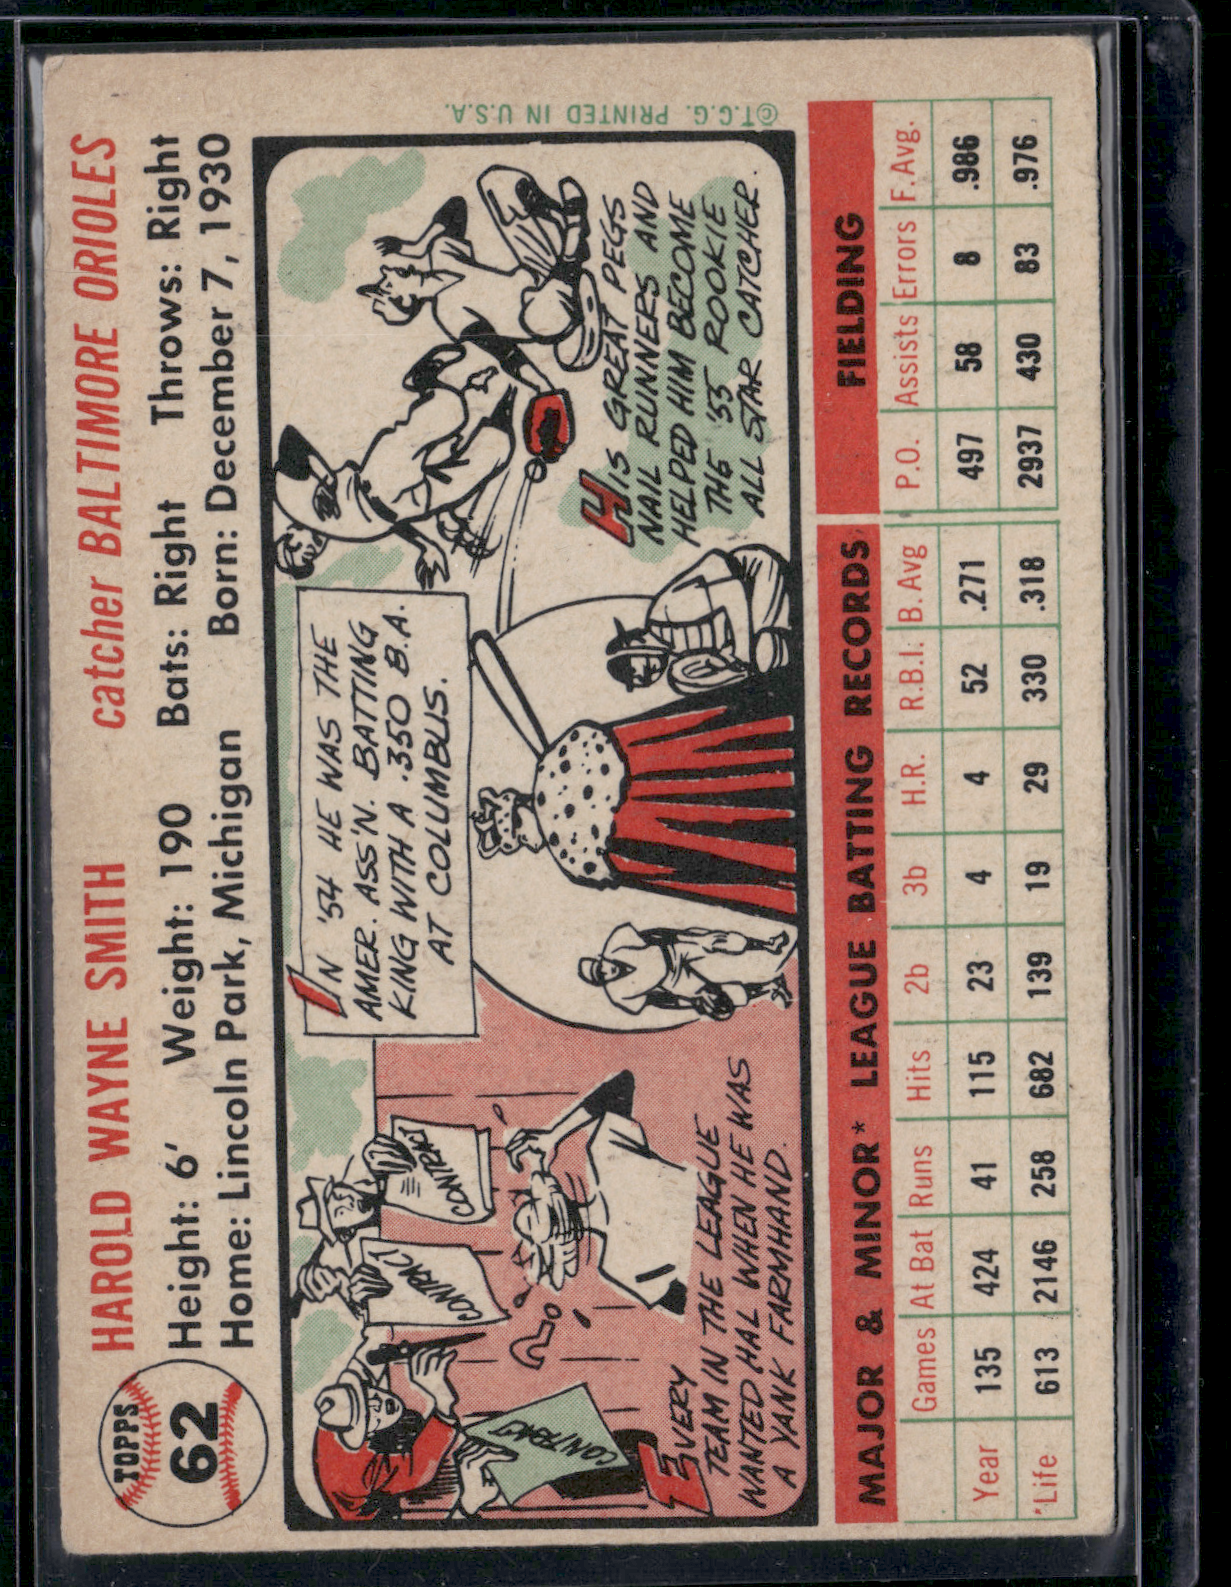 TOPPS
62
HAROLD WAYNE SMITH catcher BALTIMORE ORIOLES
Height: 6' Weight: 190 Bats: Right Throws: Right
Home: Lincoln Park, Michigan Born: December 7, 1930
CONTRACT
CONTRACT
CONTRACT
EVERY
TEAM IN THE LEAGUE
WANTED HAL WHEN HE WAS
A YANK FARMHAND.
IN '54 HE WAS THE
AMER. ASS'N. BATTING
KING WITH A .350 B.A.
AT COLUMBUS.
HIS GREAT PEGS
NAIL RUNNERS AND
HELPED HIM BECOME
THE '55 ROOKIE
ALL STAR CATCHER.
©T.C.G. PRINTED IN U.S.A.
MAJOR & MINOR* LEAGUE BATTING RECORDS FIELDING
Games At Bat Runs Hits 2b 3b H.R. R.B.I. B.Avg P.O. Assists Errors F.Avg.
Year 135 424 41 115 23 4 4 52 .271 497 58 8 .986
*Life 613 2146 258 682 139 19 29 330 .318 2937 430 83 .976